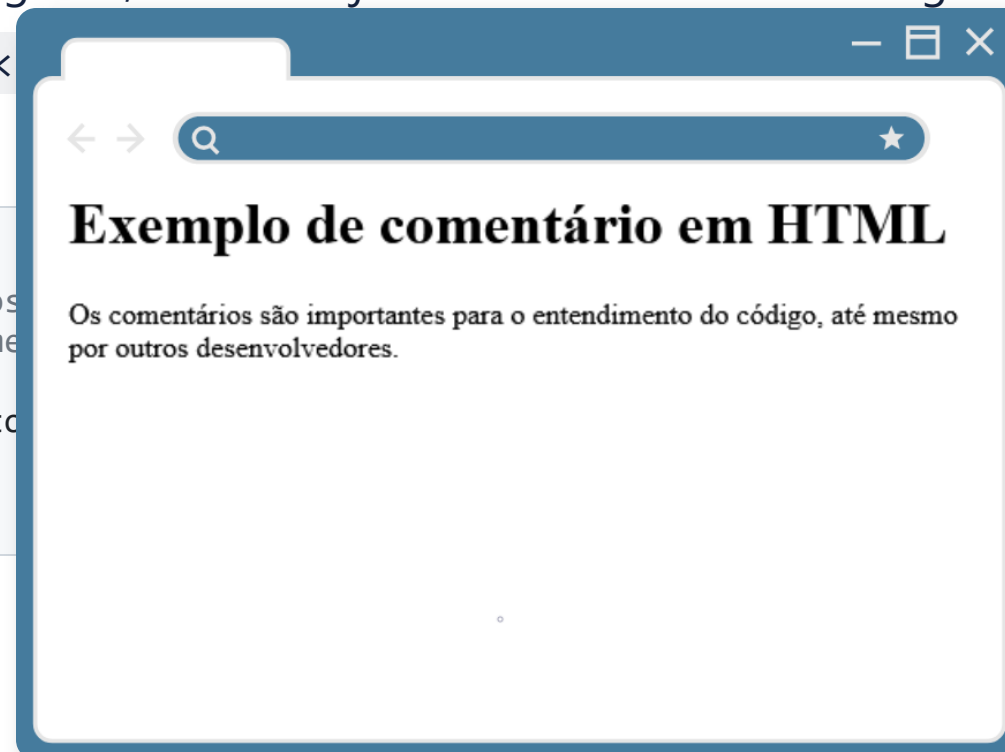 Exemplo de comentário em HTML
Os comentários são importantes para o entendimento do código, até mesmo
por outros desenvolvedores.